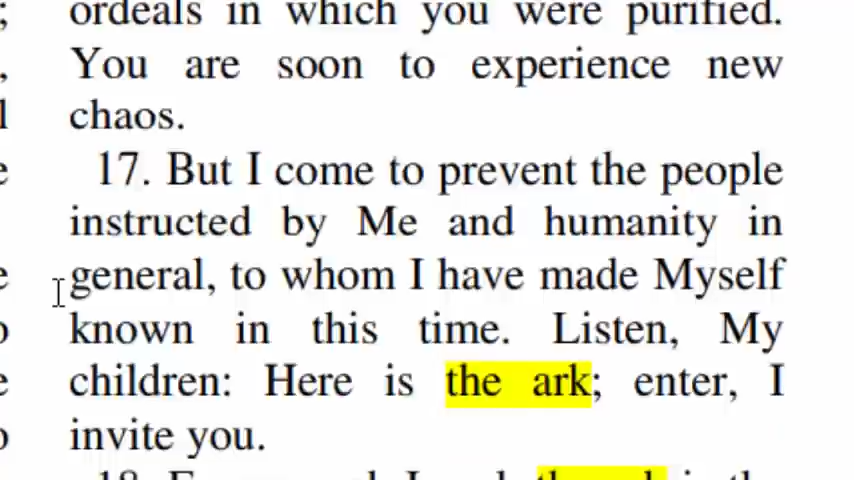 ordeals in which you were purified.
You are soon to experience new
chaos.
17. But I come to prevent the people
instructed by Me and humanity in
general, to whom I have made Myself
known in this time. Listen, My
children: Here is the ark; enter, I
invite you.
18.